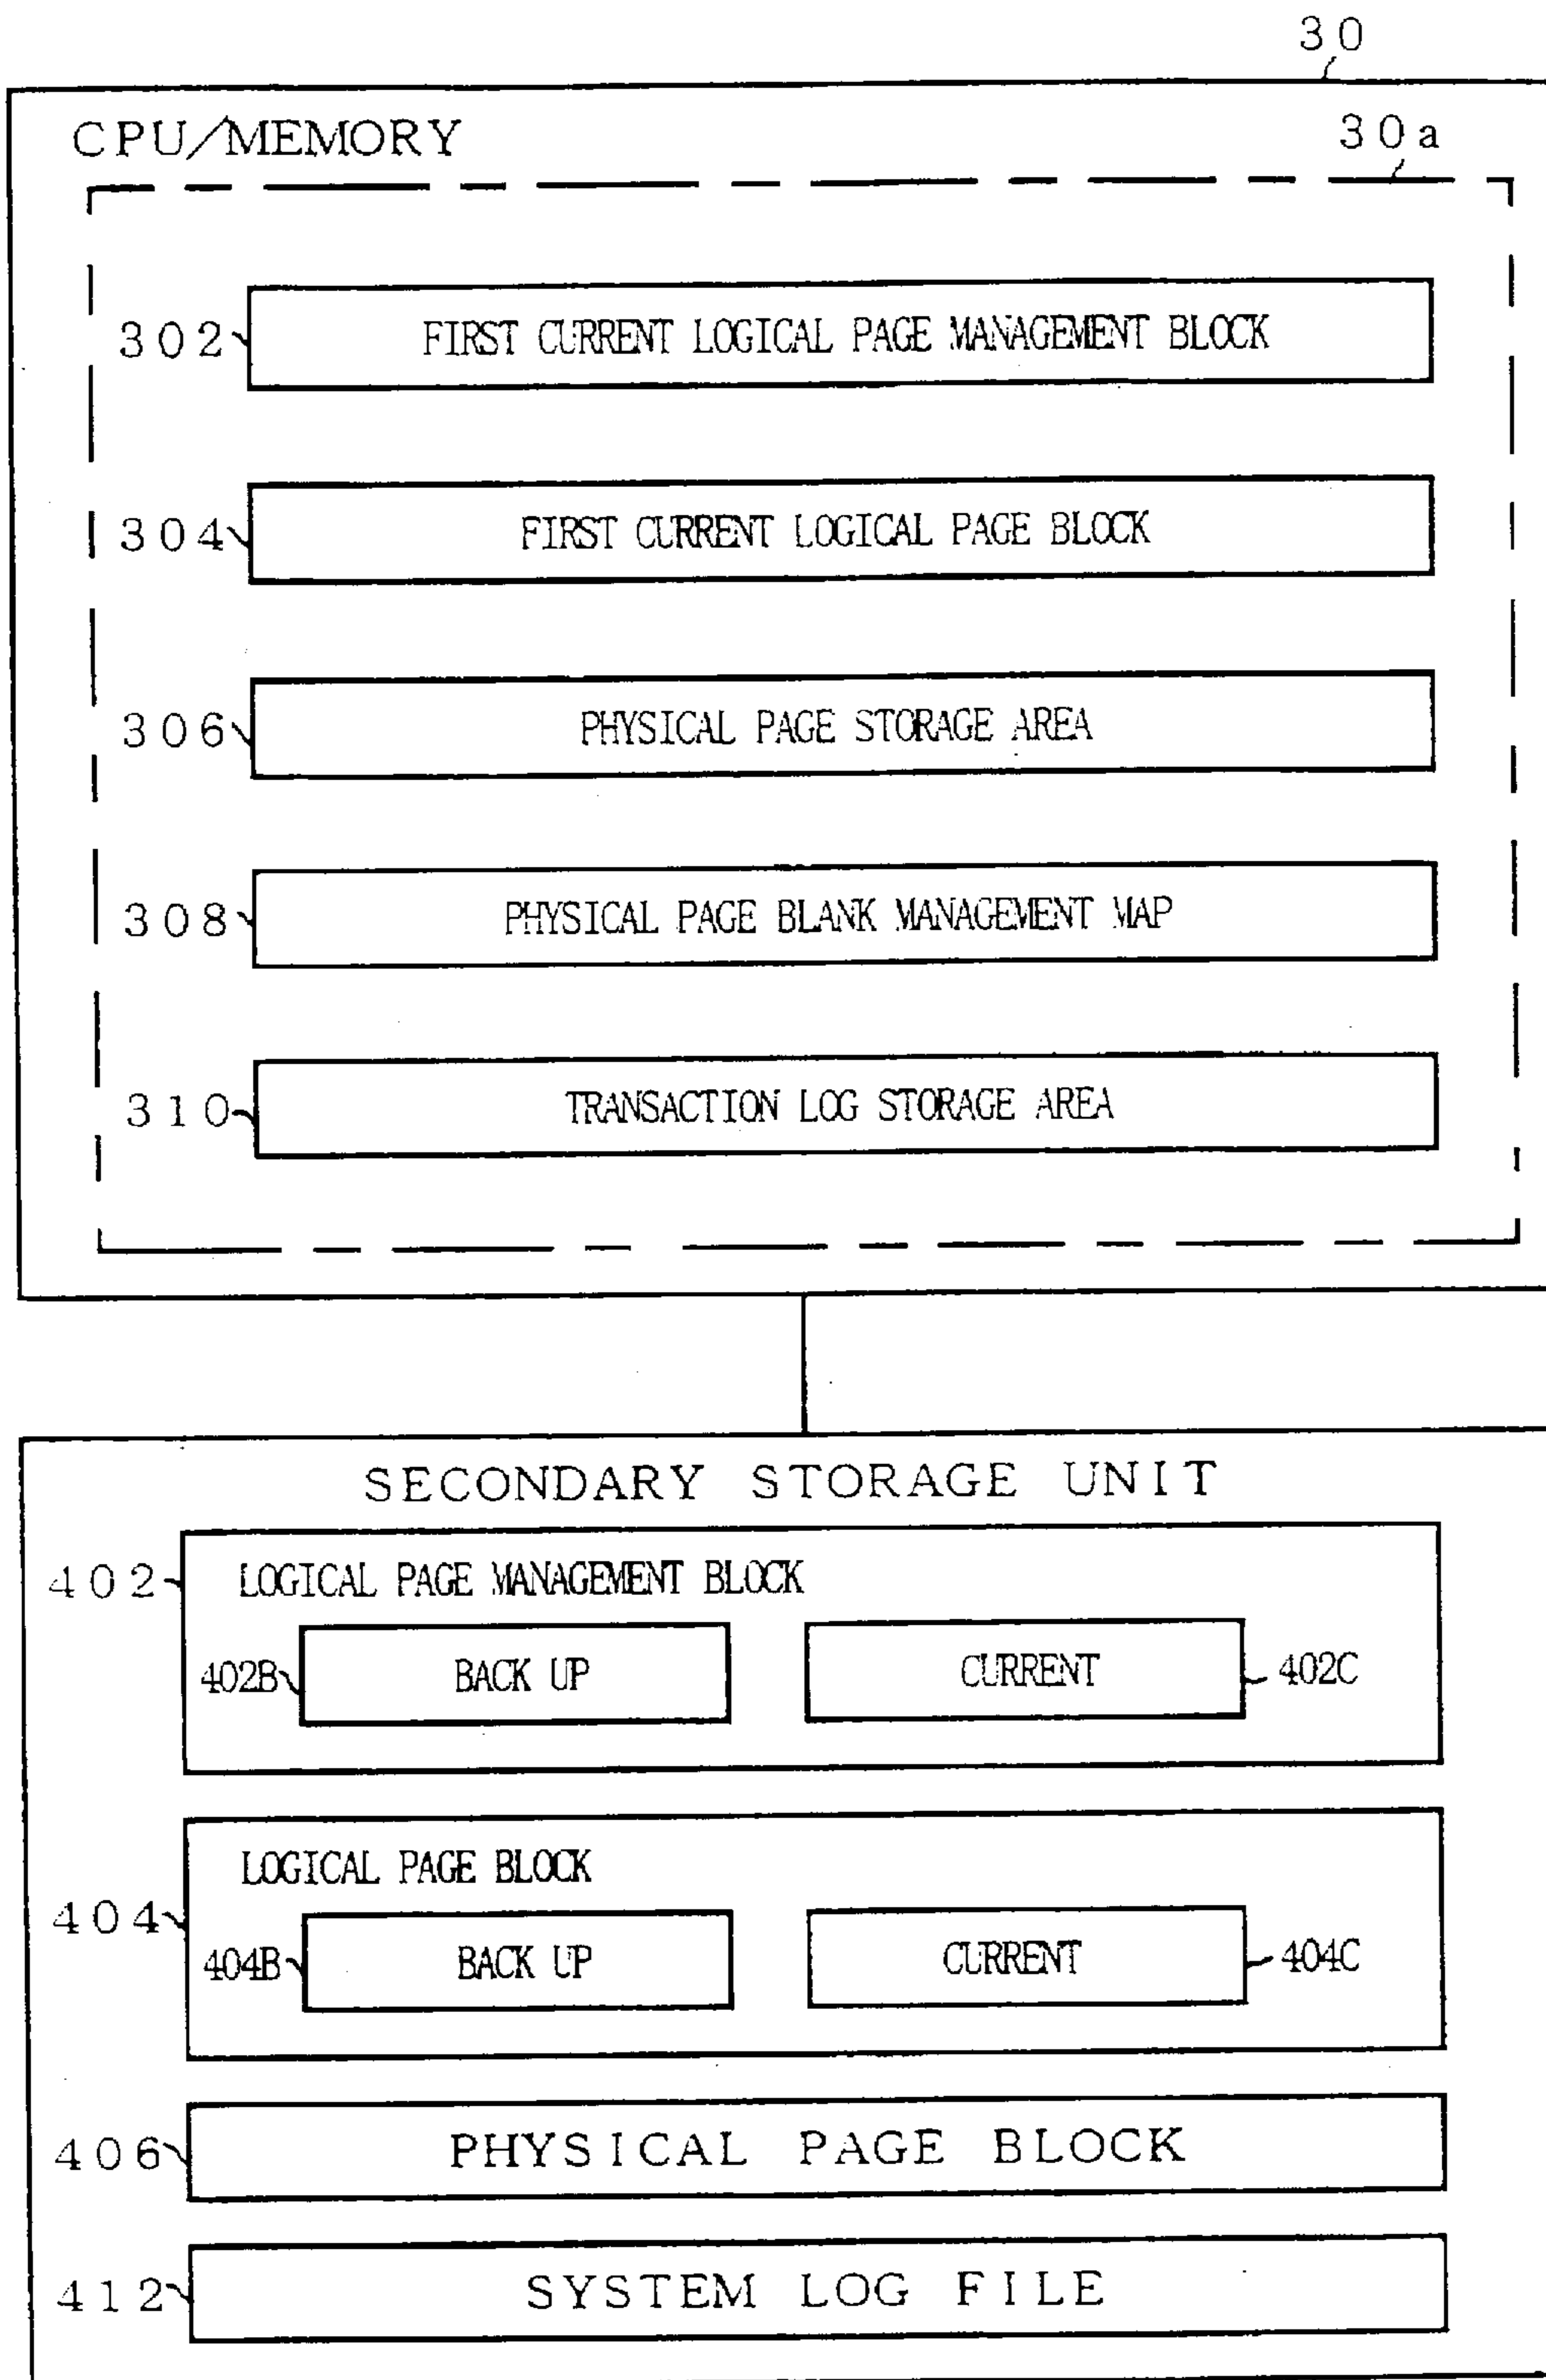 30
CPU/MEMORY
30a
302
FIRST CURRENT LOGICAL PAGE MANAGEMENT BLOCK
304
FIRST CURRENT LOGICAL PAGE BLOCK
306
PHYSICAL PAGE STORAGE AREA
308
PHYSICAL PAGE BLANK MANAGEMENT MAP
310
TRANSACTION LOG STORAGE AREA
SECONDARY STORAGE UNIT
402
LOGICAL PAGE MANAGEMENT BLOCK
402B
BACK UP
CURRENT
402C
LOGICAL PAGE BLOCK
404
404B
BACK UP
CURRENT
404C
406
PHYSICAL PAGE BLOCK
412
SYSTEM LOG FILE